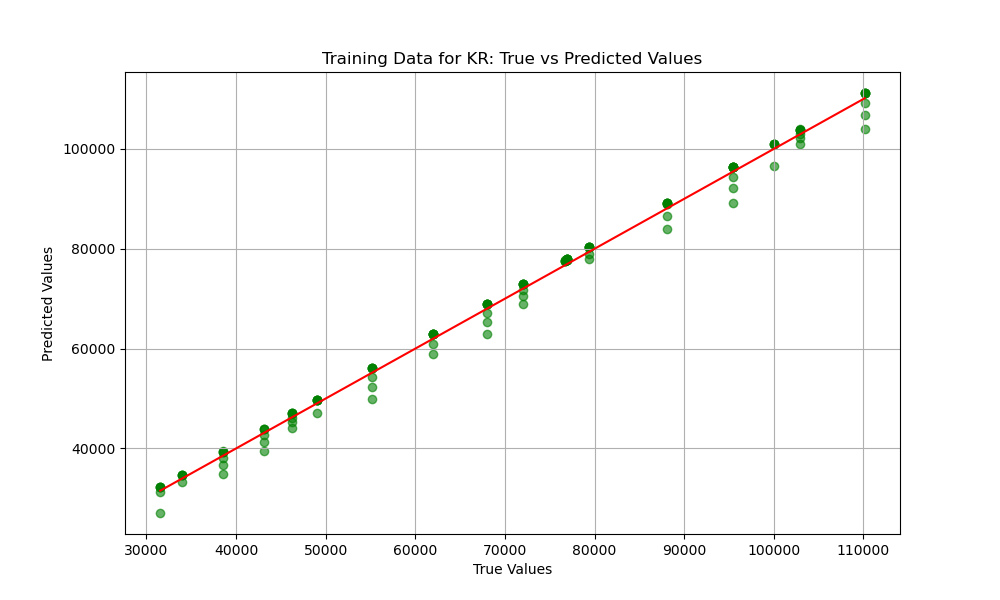 Training Data for KR: True vs Predicted Values
Predicted Values
100000
80000
60000
40000
30000 40000 50000 60000 70000 80000 90000 100000 110000
True Values